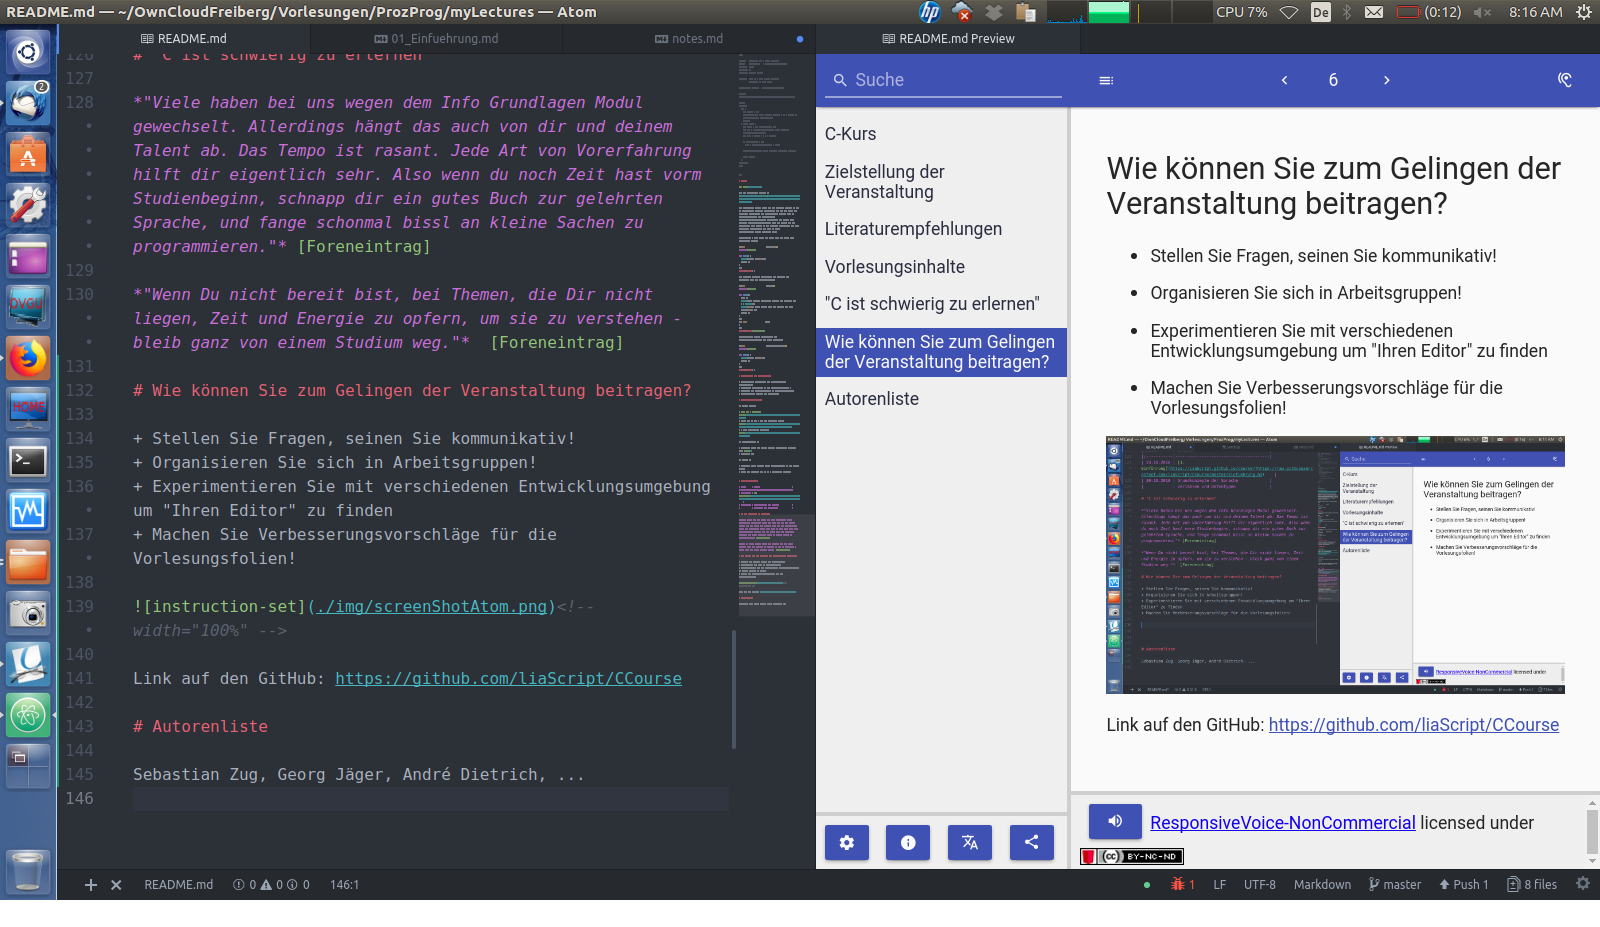 README.md — ~/OwnCloudFreiberg/Vorlesungen/ProzProg/myLectures — Atom
hp
CPU 7%
De
(0:12)
8:16 AM
README.md
01_Einfuehrung.md
notes.md
README.md Preview
2
OVGU
HOME
126 # "C ist schwierig zu erlernen"
127
128 *"Viele haben bei uns wegen dem Info Grundlagen Modul
• gewechselt. Allerdings hängt das auch von dir und deinem
• Talent ab. Das Tempo ist rasant. Jede Art von Vorerfahrung
• hilft dir eigentlich sehr. Also wenn du noch Zeit hast vorm
• Studienbeginn, schnapp dir ein gutes Buch zur gelehrten
• Sprache, und fange schonmal bissl an kleine Sachen zu
• programmieren."* [Foreneintrag]
129
130 *"Wenn Du nicht bereit bist, bei Themen, die Dir nicht
• liegen, Zeit und Energie zu opfern, um sie zu verstehen -
• bleib ganz von einem Studium weg."*  [Foreneintrag]
131
132 # Wie können Sie zum Gelingen der Veranstaltung beitragen?
133
134 + Stellen Sie Fragen, seinen Sie kommunikativ!
135 + Organisieren Sie sich in Arbeitsgruppen!
136 + Experimentieren Sie mit verschiedenen Entwicklungsumgebung
um "Ihren Editor" zu finden
137 + Machen Sie Verbesserungsvorschläge für die
• Vorlesungsfolien!
138
139 ![instruction-set](./img/screenShotAtom.png)<!--
• width="100%" -->
140
141 Link auf den GitHub: https://github.com/liaScript/CCourse
142
143 # Autorenliste
144
145 Sebastian Zug, Georg Jäger, André Dietrich, ...
146
Suche
6
C-Kurs
Zielstellung der
Veranstaltung
Literaturempfehlungen
Vorlesungsinhalte
"C ist schwierig zu erlernen"
Wie können Sie zum Gelingen
der Veranstaltung beitragen?
Autorenliste
Wie können Sie zum Gelingen der
Veranstaltung beitragen?
• Stellen Sie Fragen, seinen Sie kommunikativ!
• Organisieren Sie sich in Arbeitsgruppen!
• Experimentieren Sie mit verschiedenen
Entwicklungsumgebung um "Ihren Editor" zu finden
• Machen Sie Verbesserungsvorschläge für die
Vorlesungsfolien!
Wie können Sie zum Gelingen der
Veranstaltung beitragen?
Link auf den GitHub: https://github.com/liaScript/CCourse
ResponsiveVoice-NonCommercial licensed under
cc BY-NC-ND
README.md
0
0
0
146:1
1
LF
UTF-8
Markdown
master
Push 1
8 files